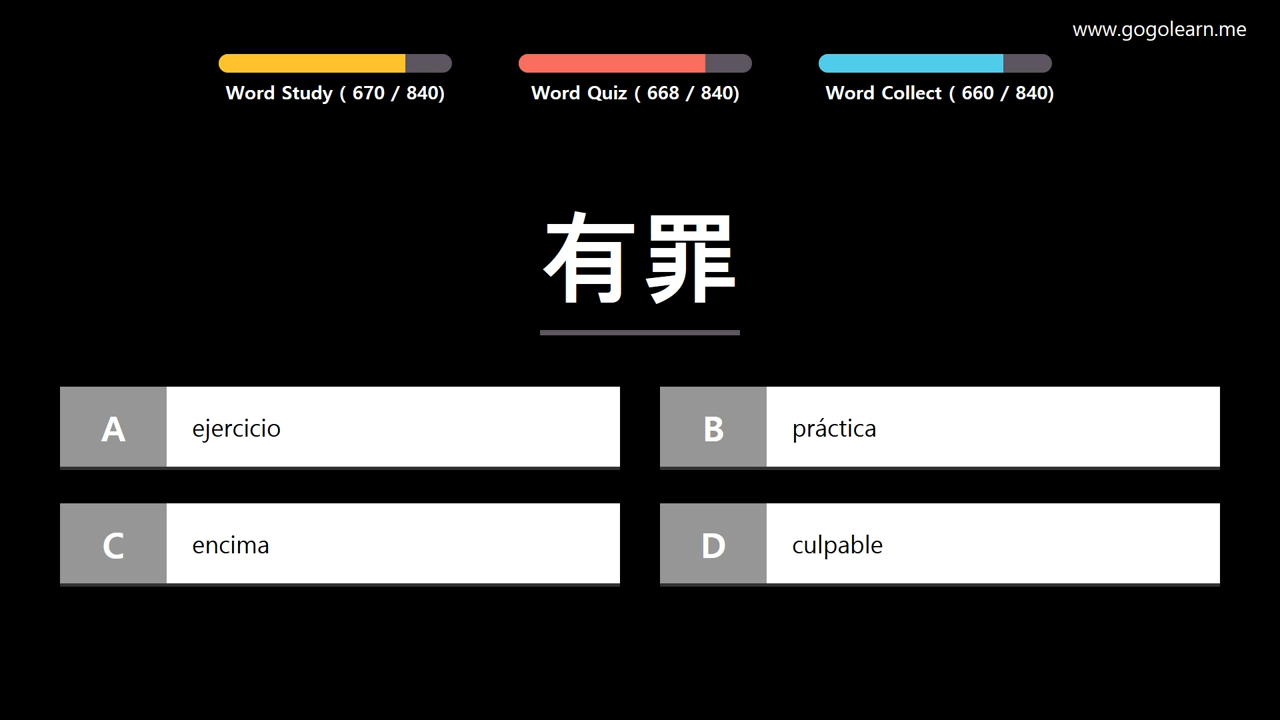 www.gogolearn.me
Word Study ( 670 / 840)
Word Quiz ( 668 / 840)
Word Collect ( 660 / 840)
有罪
A ejercicio
B práctica
C encima
D culpable